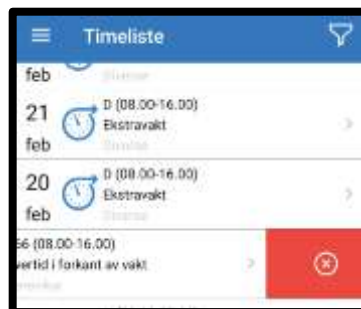 Timeliste
feb
21
feb
D (08.00-16.00)
Ekstravakt
20
feb
D (08.00-16.00)
Ekstravakt
66 (08.00-16.00)
vertid i forkant av vakt